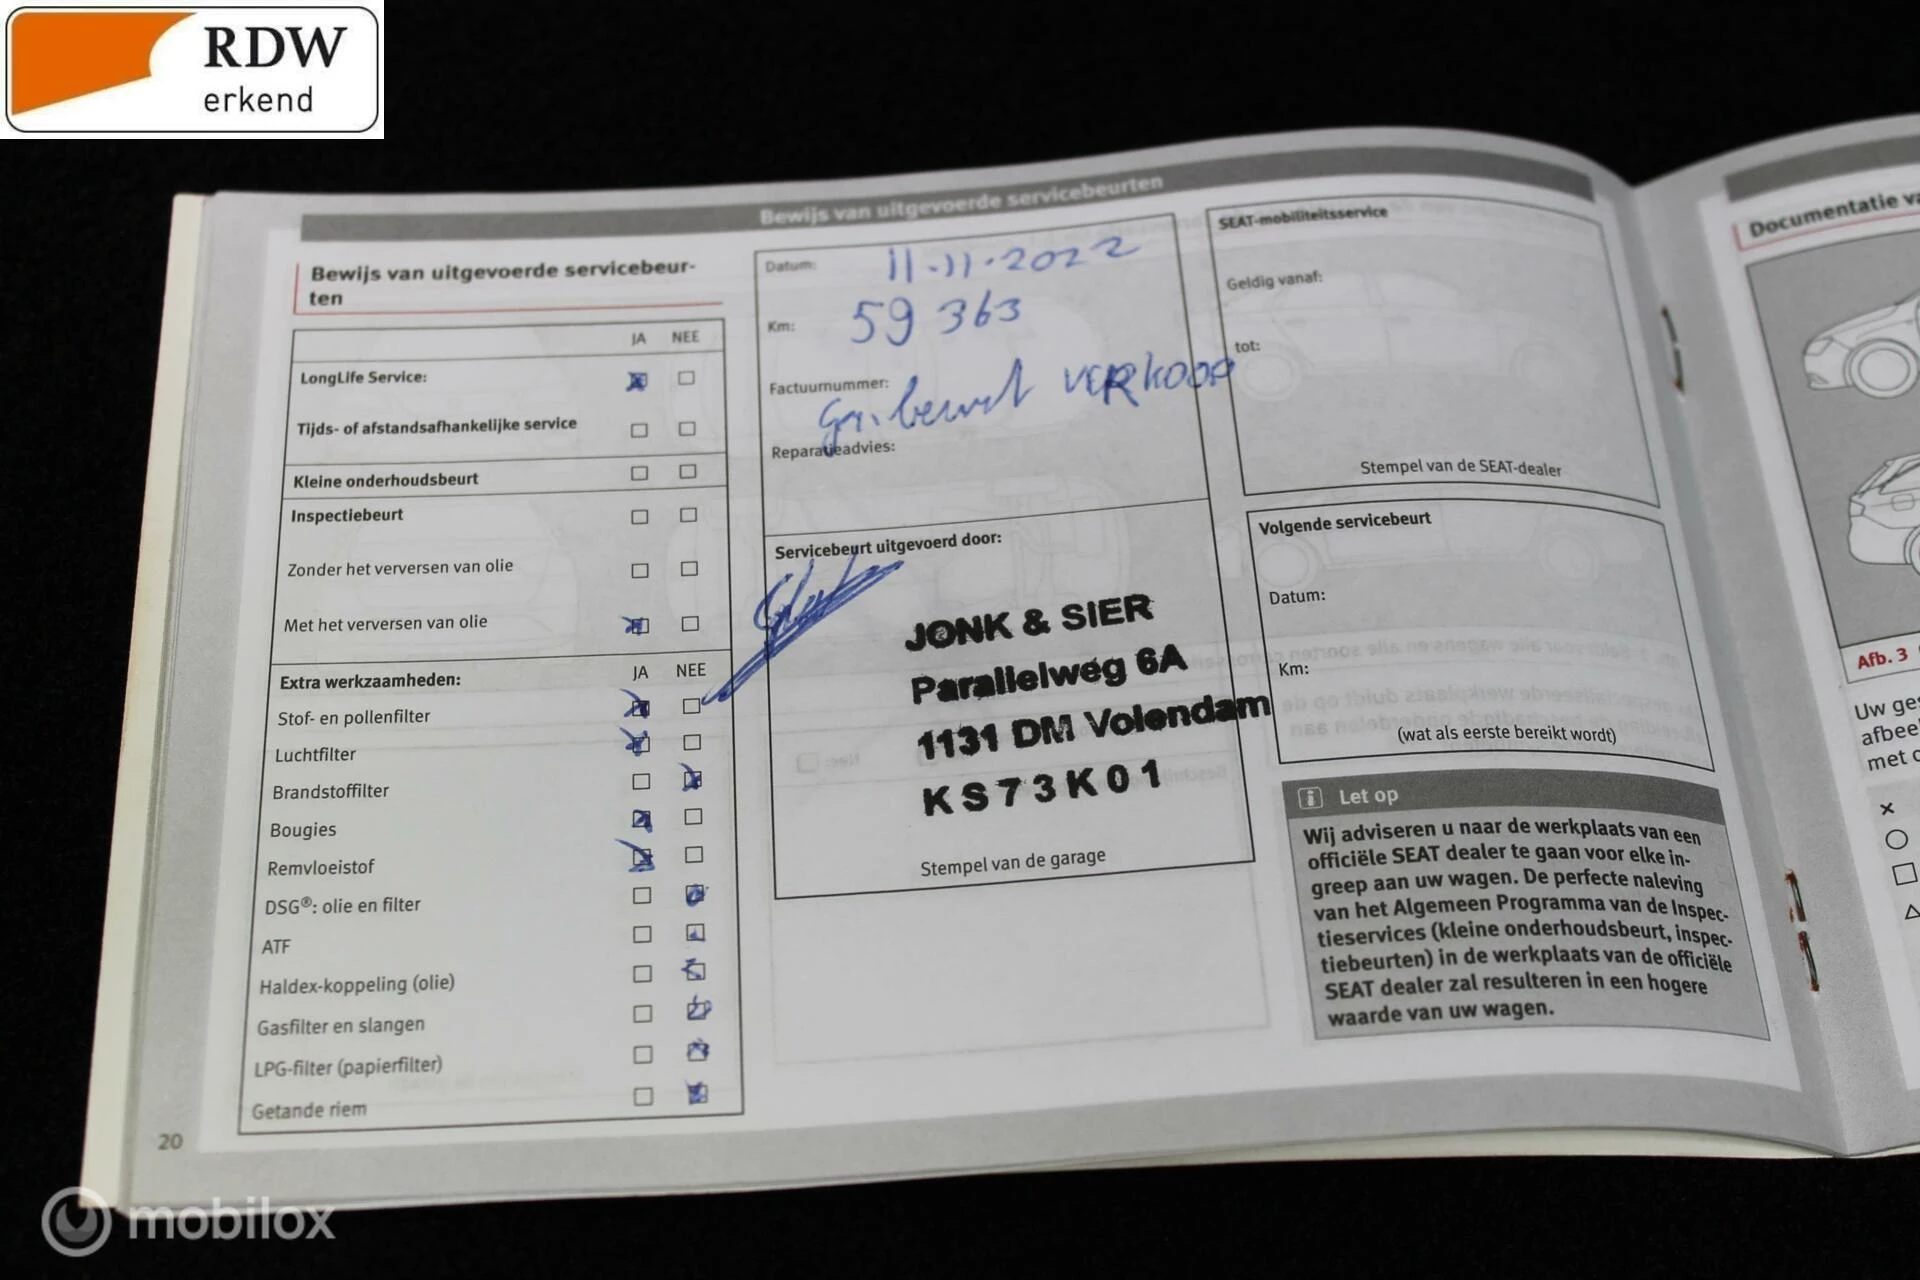 RDW
erkend
Bewijs van uitgevoerde servicebeurten
Bewijs van uitgevoerde servicebeur-
ten
JA NEE
LongLife Service:
Tijds- of afstandsafhankelijke service
Kleine onderhoudsbeurt
Inspectiebeurt
Zonder het verversen van olie
Met het verversen van olie
Extra werkzaamheden: JA NEE
Stof- en pollenfilter
Luchtfilter
Brandstoffilter
Bougies
Remvloeistof
DSG®: olie en filter
ATF
Haldex-koppeling (olie)
Gasfilter en slangen
LPG-filter (papierfilter)
Getande riem
20
Datum: 11-11-2022
Km: 59 363
Factuurnummer:
Gr. beurt verkoop
Reparatieadvies:
Servicebeurt uitgevoerd door:
JONK & SIER
Parallelweg 6A
1131 DM Volendam
KS73K01
Stempel van de garage
SEAT-mobiliteitsservice
Geldig vanaf:
tot:
Stempel van de SEAT-dealer
Volgende servicebeurt
Datum:
Km:
(wat als eerste bereikt wordt)
i Let op
Wij adviseren u naar de werkplaats van een
officiële SEAT dealer te gaan voor elke in-
greep aan uw wagen. De perfecte naleving
van het Algemeen Programma van de Inspec-
tieservices (kleine onderhoudsbeurt, inspec-
tiebeurten) in de werkplaats van de officiële
SEAT dealer zal resulteren in een hogere
waarde van uw wagen.
Documentatie va
Afb. 3
Uw ges
afbeel
met o
mobilox